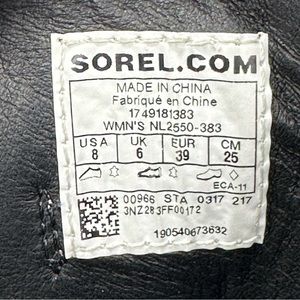 SOREL.COM
MADE IN CHINA
Fabriqué en Chine
1749181383
WMN'S NL2550-383
USA UK EUR CM
8 6 39 25
ECA-11
00966 STA 0317 217
3NZ283FF00172
190540673632